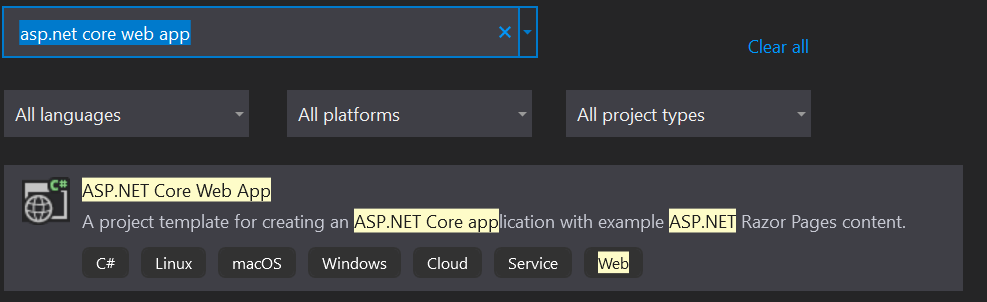 asp.net core web app
Clear all
All languages All platforms All project types
C#
ASP.NET Core Web App
A project template for creating an ASP.NET Core application with example ASP.NET Razor Pages content.
C# Linux macOS Windows Cloud Service Web